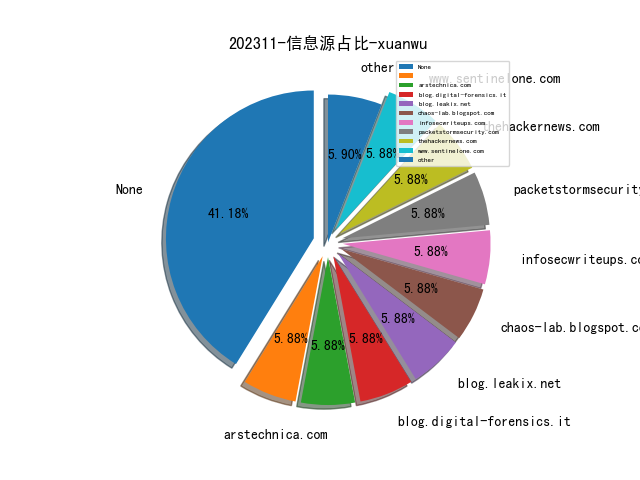 202311-信息源占比-xuanwu
other
www.sentinelone.com
thehackernews.com
packetstormsecurity
infosecwriteups.co
chaos-lab.blogspot.co
blog.leakix.net
blog.digital-forensics.it
arstechnica.com
None
41.18%
5.90%
5.88%
5.88%
5.88%
5.88%
5.88%
5.88%
5.88%
5.88%
5.88%
None
arstechnica.com
blog.digital-forensics.it
blog.leakix.net
chaos-lab.blogspot.com
infosecwriteups.com
packetstormsecurity.com
thehackernews.com
www.sentinelone.com
other